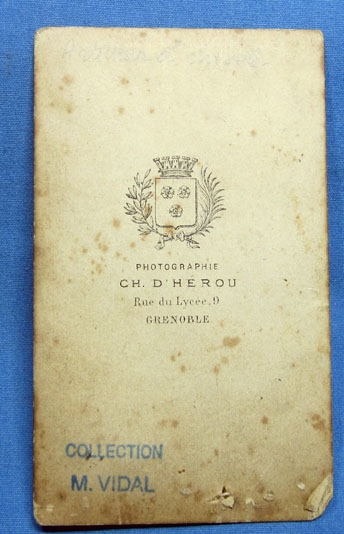 PHOTOGRAPHIE
CH. D'HÉROU
Rue du Lycée, 9
GRENOBLE
COLLECTION
M. VIDAL